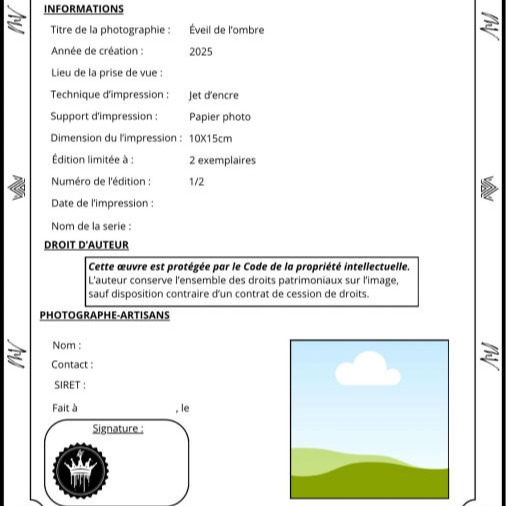 INFORMATIONS
Titre de la photographie : Éveil de l'ombre
Année de création : 2025
Lieu de la prise de vue :
Technique d'impression : Jet d'encre
Support d'impression : Papier photo
Dimension du l'impression : 10X15cm
Édition limitée à : 2 exemplaires
Numéro de l'édition : 1/2
Date de l'impression :
Nom de la serie :
DROIT D'AUTEUR
Cette œuvre est protégée par le Code de la propriété intellectuelle.
L'auteur conserve l'ensemble des droits patrimoniaux sur l'image,
sauf disposition contraire d'un contrat de cession de droits.
PHOTOGRAPHE-ARTISANS
Nom :
Contact :
SIRET :
Fait à , le
Signature :